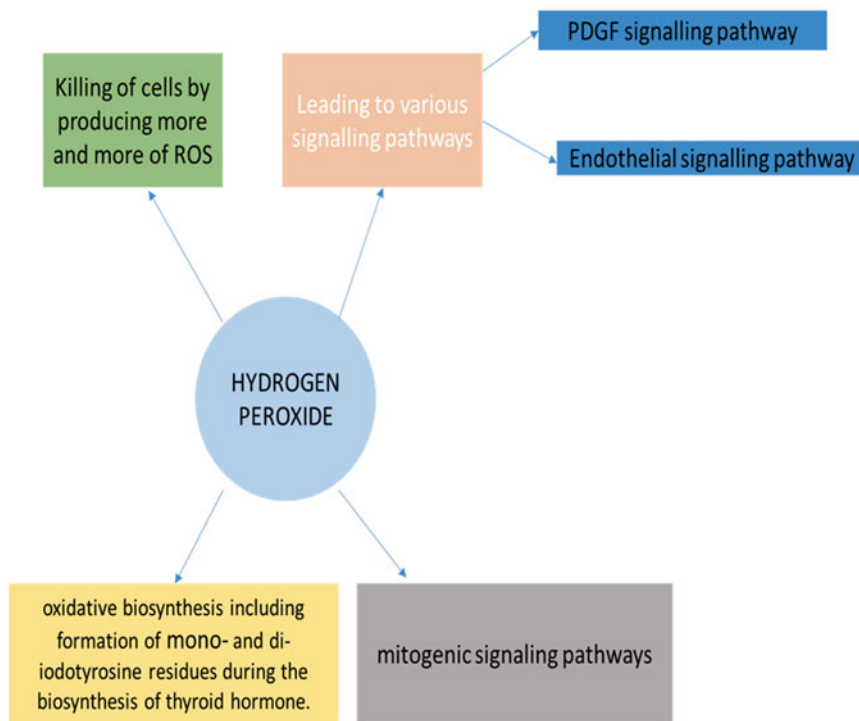 PDGF signalling pathway
Killing of cells by
producing more
and more of ROS
Leading to various
signalling pathways
Endothelial signalling pathway
HYDROGEN
PEROXIDE
oxidative biosynthesis including
formation of mono- and di-
iodotyrosine residues during the
biosynthesis of thyroid hormone.
mitogenic signaling pathways